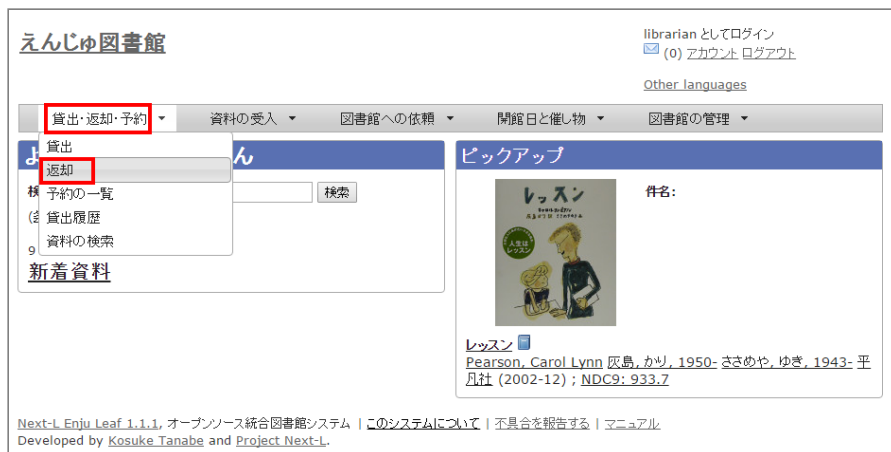 えんじゅ図書館
librarian としてログイン
(0) アカウント ログアウト
Other languages
貸出・返却・予約 ▼ 資料の受入 ▼ 図書館への依頼 ▼ 開館日と催し物 ▼ 図書館の管理 ▼
貸出
返却
予約の一覧
貸出履歴
資料の検索
よ
ん
検
検索
9
新着資料
ピックアップ
レッスン
人生は
レッスン
件名:
レッスン
Pearson, Carol Lynn 灰島, かり, 1950- ささめや, ゆき, 1943- 平
凡社 (2002-12) ; NDC9: 933.7
Next-L Enju Leaf 1.1.1, オープンソース統合図書館システム | このシステムについて | 不具合を報告する | マニュアル
Developed by Kosuke Tanabe and Project Next-L.